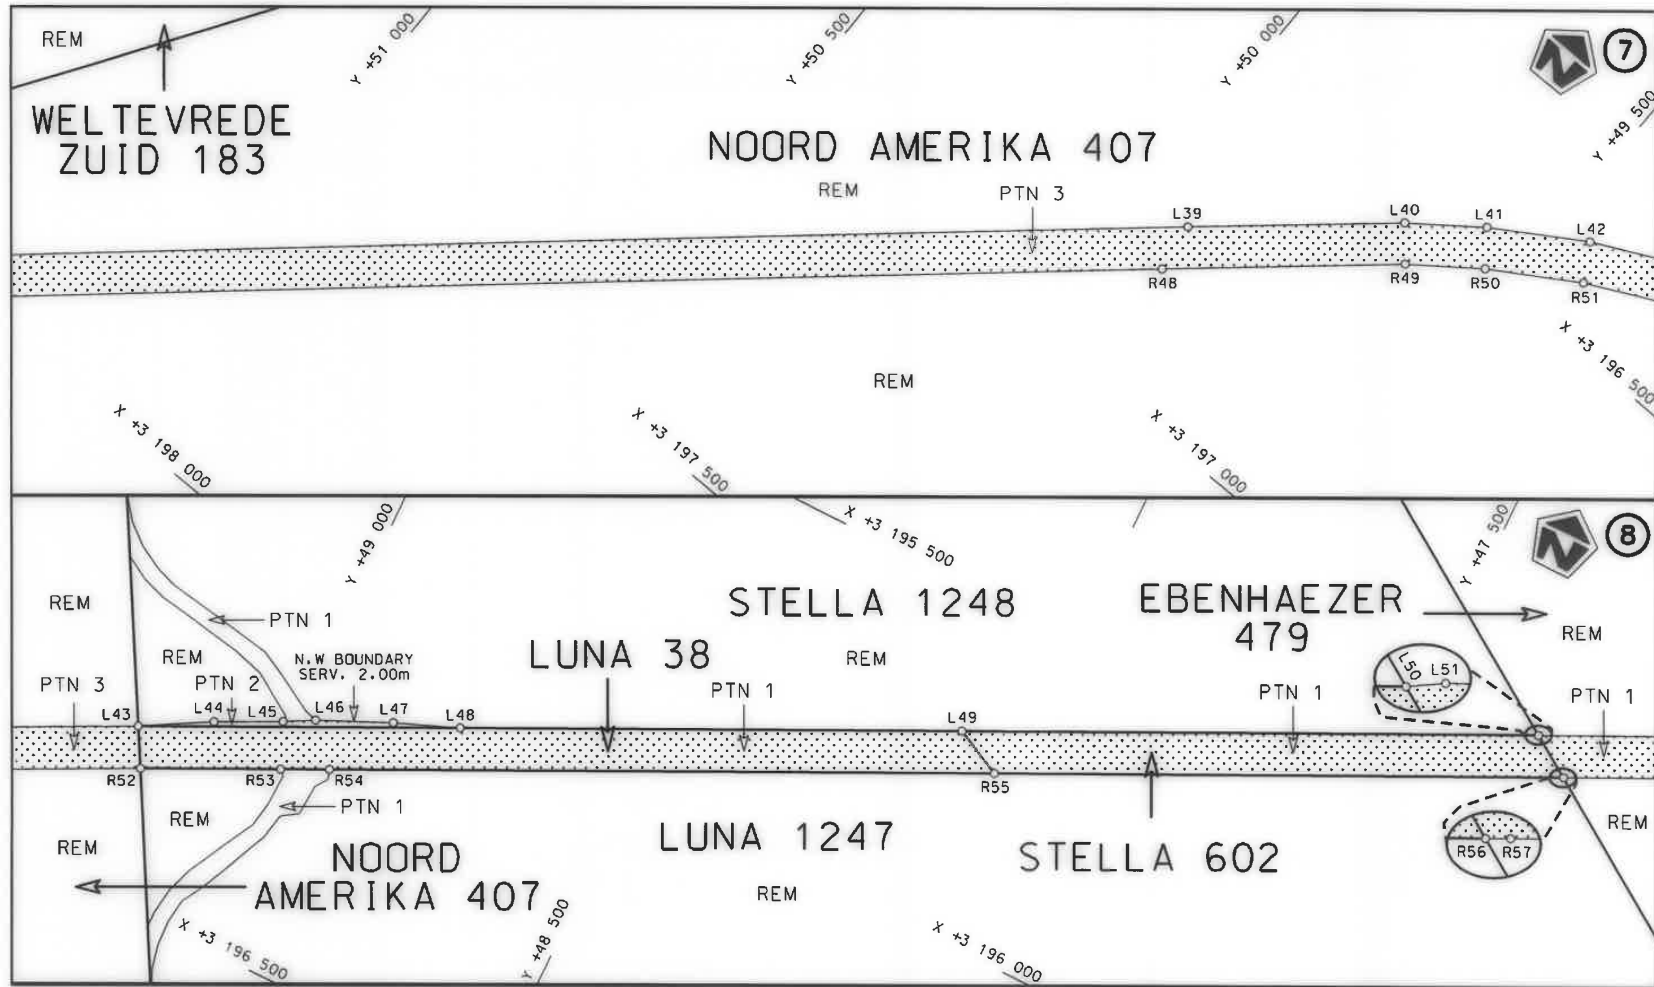 REM
Y +51 000
Y +50 500
Y +50 000
7
Y +49 500
WELTEVREDE
ZUID 183
NOORD AMERIKA 407
REM
PTN 3
L39
L40
L41
L42
R48
R49
R50
R51
REM
X +3 196 500
X +3 198 000
X +3 197 500
X +3 197 000
Y +49 000
X +3 195 500
Y +47 500
8
REM
PTN 1
STELLA 1248
EBENHAEZER
479
REM
REM
N.W BOUNDARY
SERV. 2.00m
LUNA 38
REM
PTN 3
PTN 2
PTN 1
PTN 1
L50
L51
PTN 1
L43
L44
L45
L46
L47
L48
L49
R52
R53
R54
R55
PTN 1
REM
REM
NOORD
AMERIKA 407
LUNA 1247
REM
STELLA 602
R56
R57
REM
X +3 196 500
Y +48 500
X +3 196 000